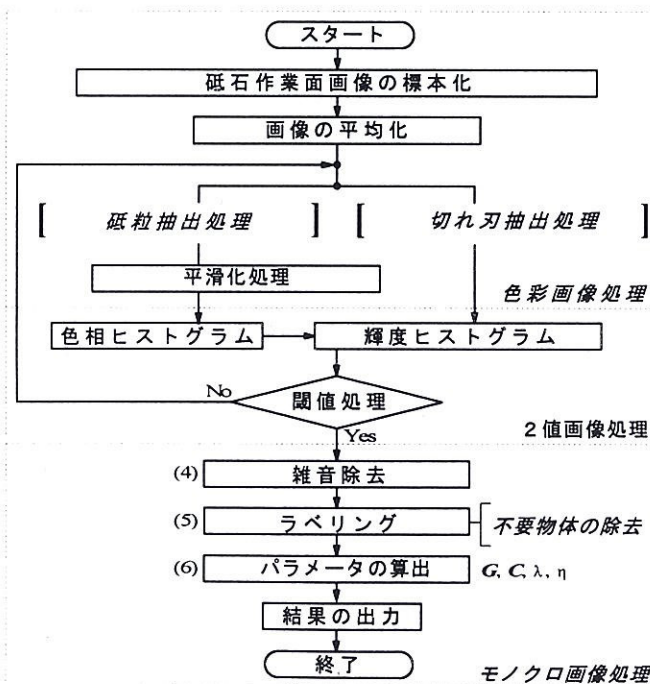 スタート
砥石作業面画像の標本化
画像の平均化
[ 砥粒抽出処理 ] [ 切れ刃抽出処理 ]
平滑化処理
色彩画像処理
色相ヒストグラム
輝度ヒストグラム
No
閾値処理
Yes
2値画像処理
(4) 雑音除去
(5) ラベリング
不要物体の除去
(6) パラメータの算出 G, C, λ, η
結果の出力
終了
モノクロ画像処理